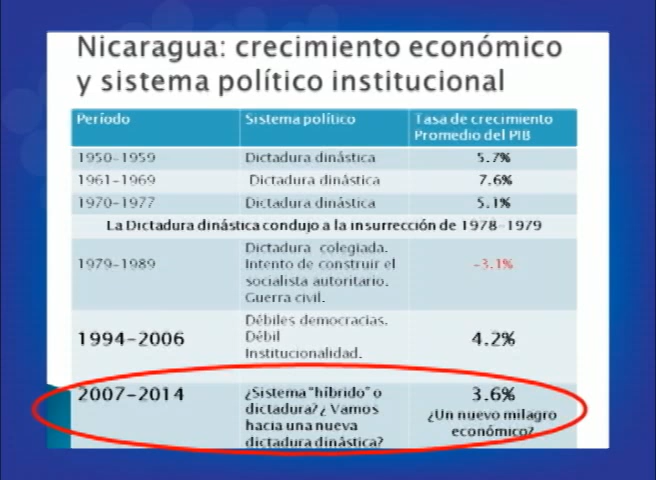 Nicaragua: crecimiento económico
y sistema político institucional
Período Sistema político Tasa de crecimiento
Promedio del PIB
1950-1959 Dictadura dinástica 5.7%
1961-1969 Dictadura dinástica 7.6%
1970-1977 Dictadura dinástica 5.1%
La Dictadura dinástica condujo a la insurrección de 1978-1979
1979-1989 Dictadura colegiada. -3.1%
Intento de construir el
socialista autoritario.
Guerra civil.
1994-2006 Débiles democracias. 4.2%
Débil
Institucionalidad.
2007-2014 ¿Sistema "híbrido" o 3.6%
dictadura?¿ Vamos ¿Un nuevo milagro
hacia una nueva económico?
dictadura dinástica?